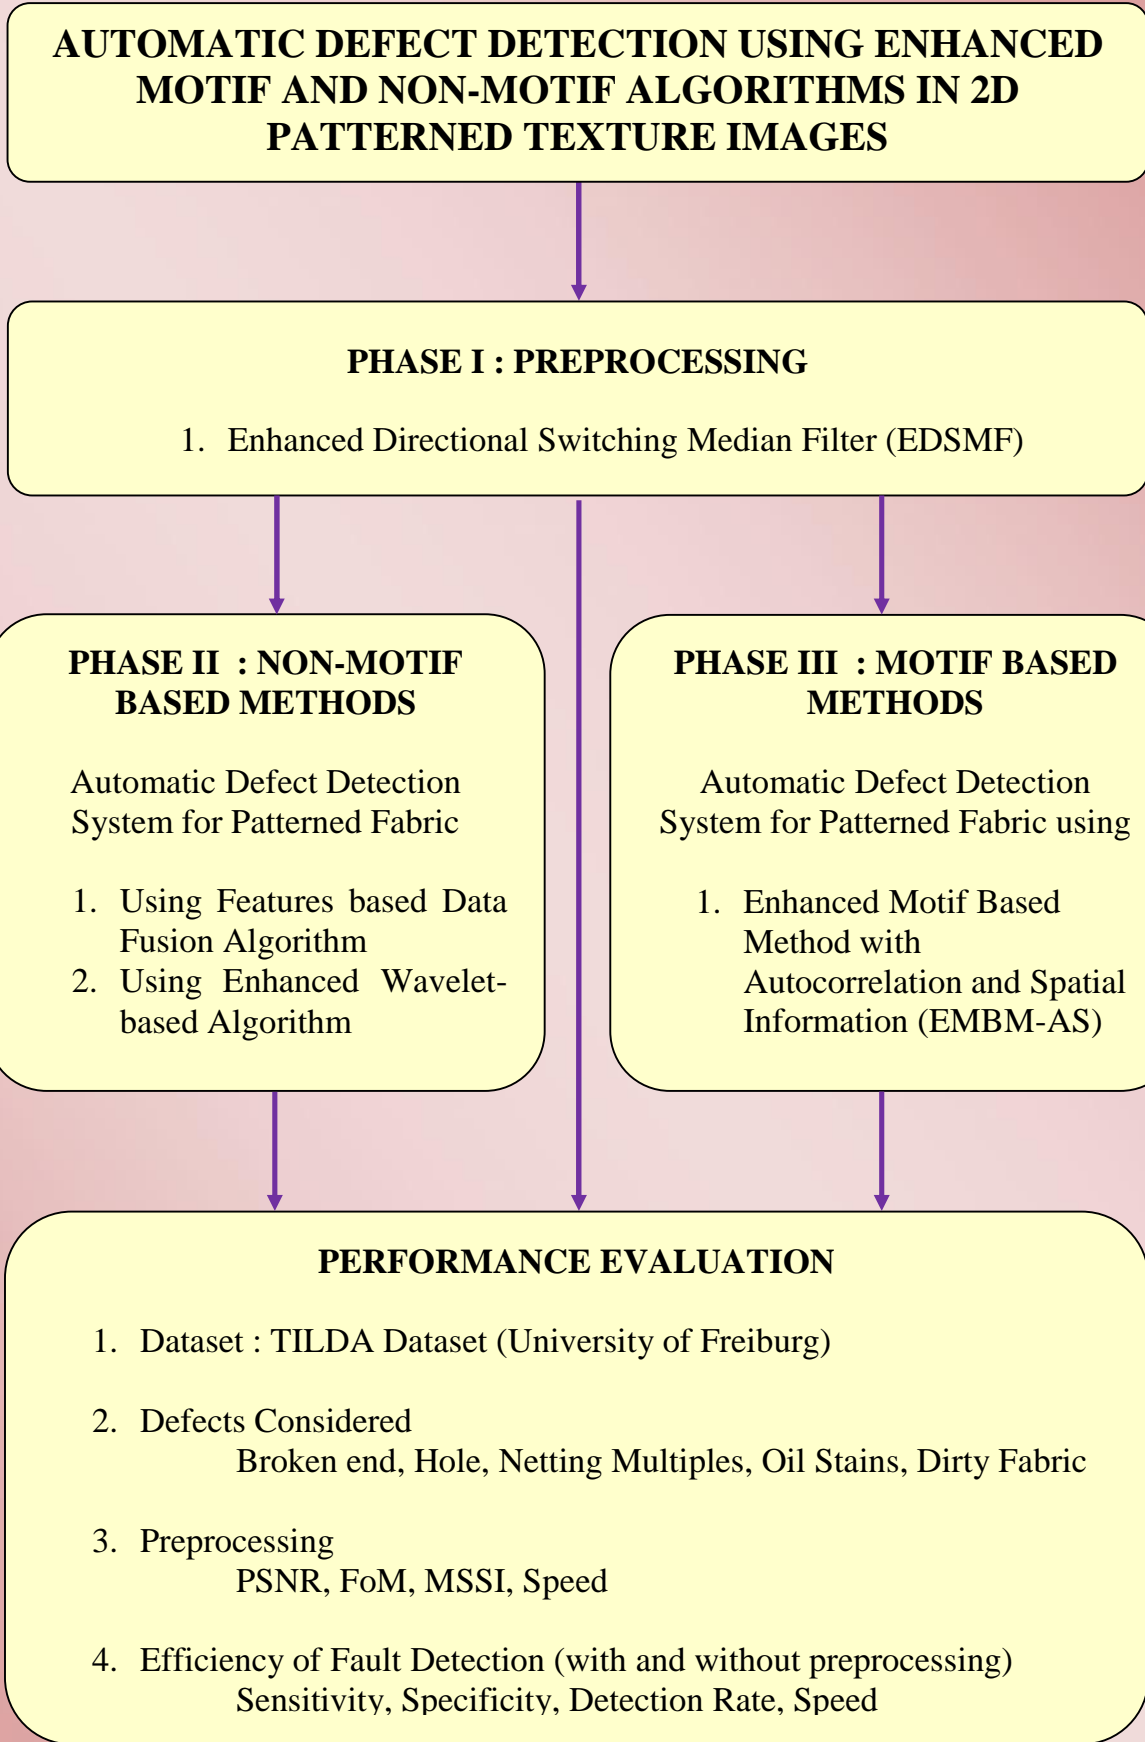 AUTOMATIC DEFECT DETECTION USING ENHANCED
MOTIF AND NON-MOTIF ALGORITHMS IN 2D
PATTERNED TEXTURE IMAGES
PHASE I : PREPROCESSING
1. Enhanced Directional Switching Median Filter (EDSMF)
PHASE II : NON-MOTIF
BASED METHODS
Automatic Defect Detection
System for Patterned Fabric
1. Using Features based Data
Fusion Algorithm
2. Using Enhanced Wavelet-
based Algorithm
PHASE III : MOTIF BASED
METHODS
Automatic Defect Detection
System for Patterned Fabric using
1. Enhanced Motif Based
Method with
Autocorrelation and Spatial
Information (EMBM-AS)
PERFORMANCE EVALUATION
1. Dataset : TILDA Dataset (University of Freiburg)
2. Defects Considered
Broken end, Hole, Netting Multiples, Oil Stains, Dirty Fabric
3. Preprocessing
PSNR, FoM, MSSI, Speed
4. Efficiency of Fault Detection (with and without preprocessing)
Sensitivity, Specificity, Detection Rate, Speed